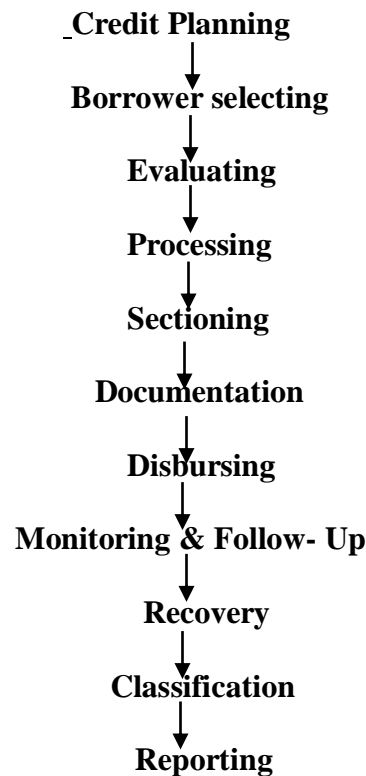 Credit Planning
Borrower selecting
Evaluating
Processing
Sectioning
Documentation
Disbursing
Monitoring & Follow- Up
Recovery
Classification
Reporting